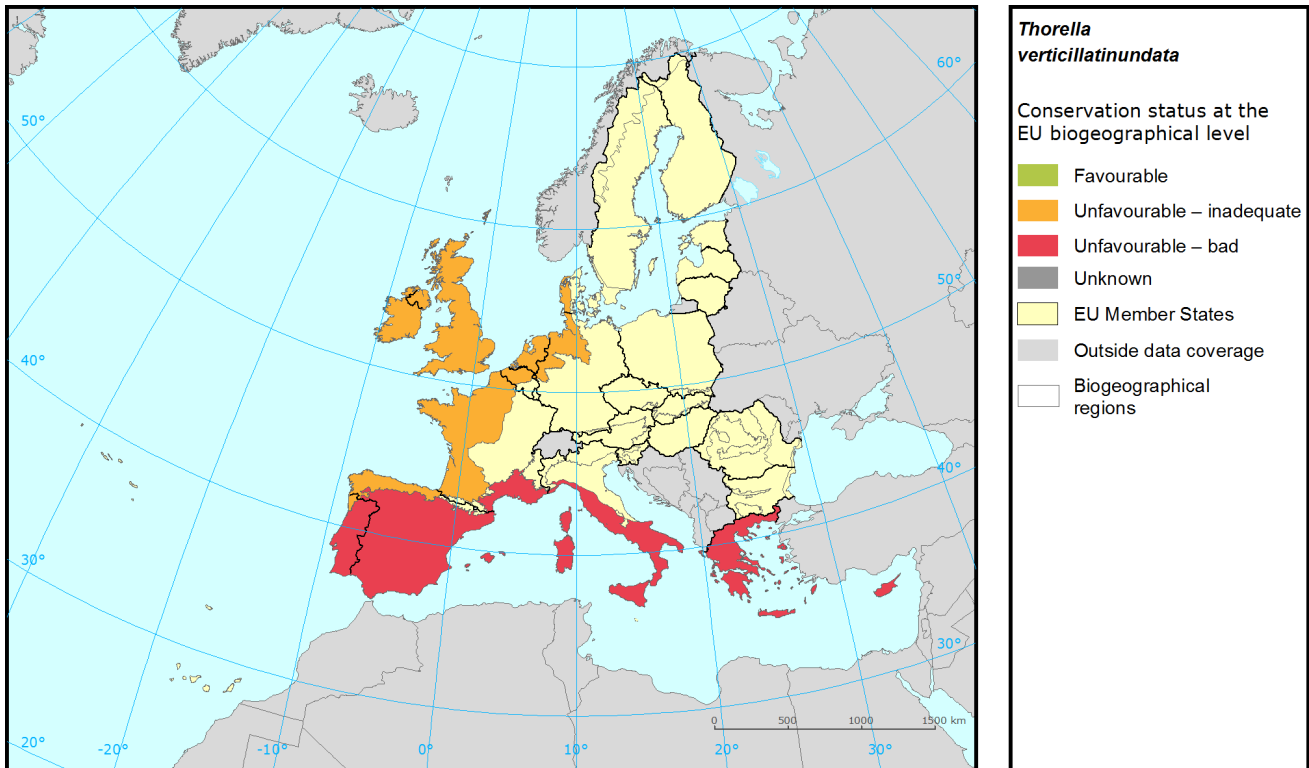 60°
50°
50°
40°
40°
30°
30°
20°
-20°
-10°
0°
10°
20°
30°
0
500
1000
1500 km
Thorella
verticillatinundata
Conservation status at the
EU biogeographical level
Favourable
Unfavourable – inadequate
Unfavourable – bad
Unknown
EU Member States
Outside data coverage
Biogeographical
regions